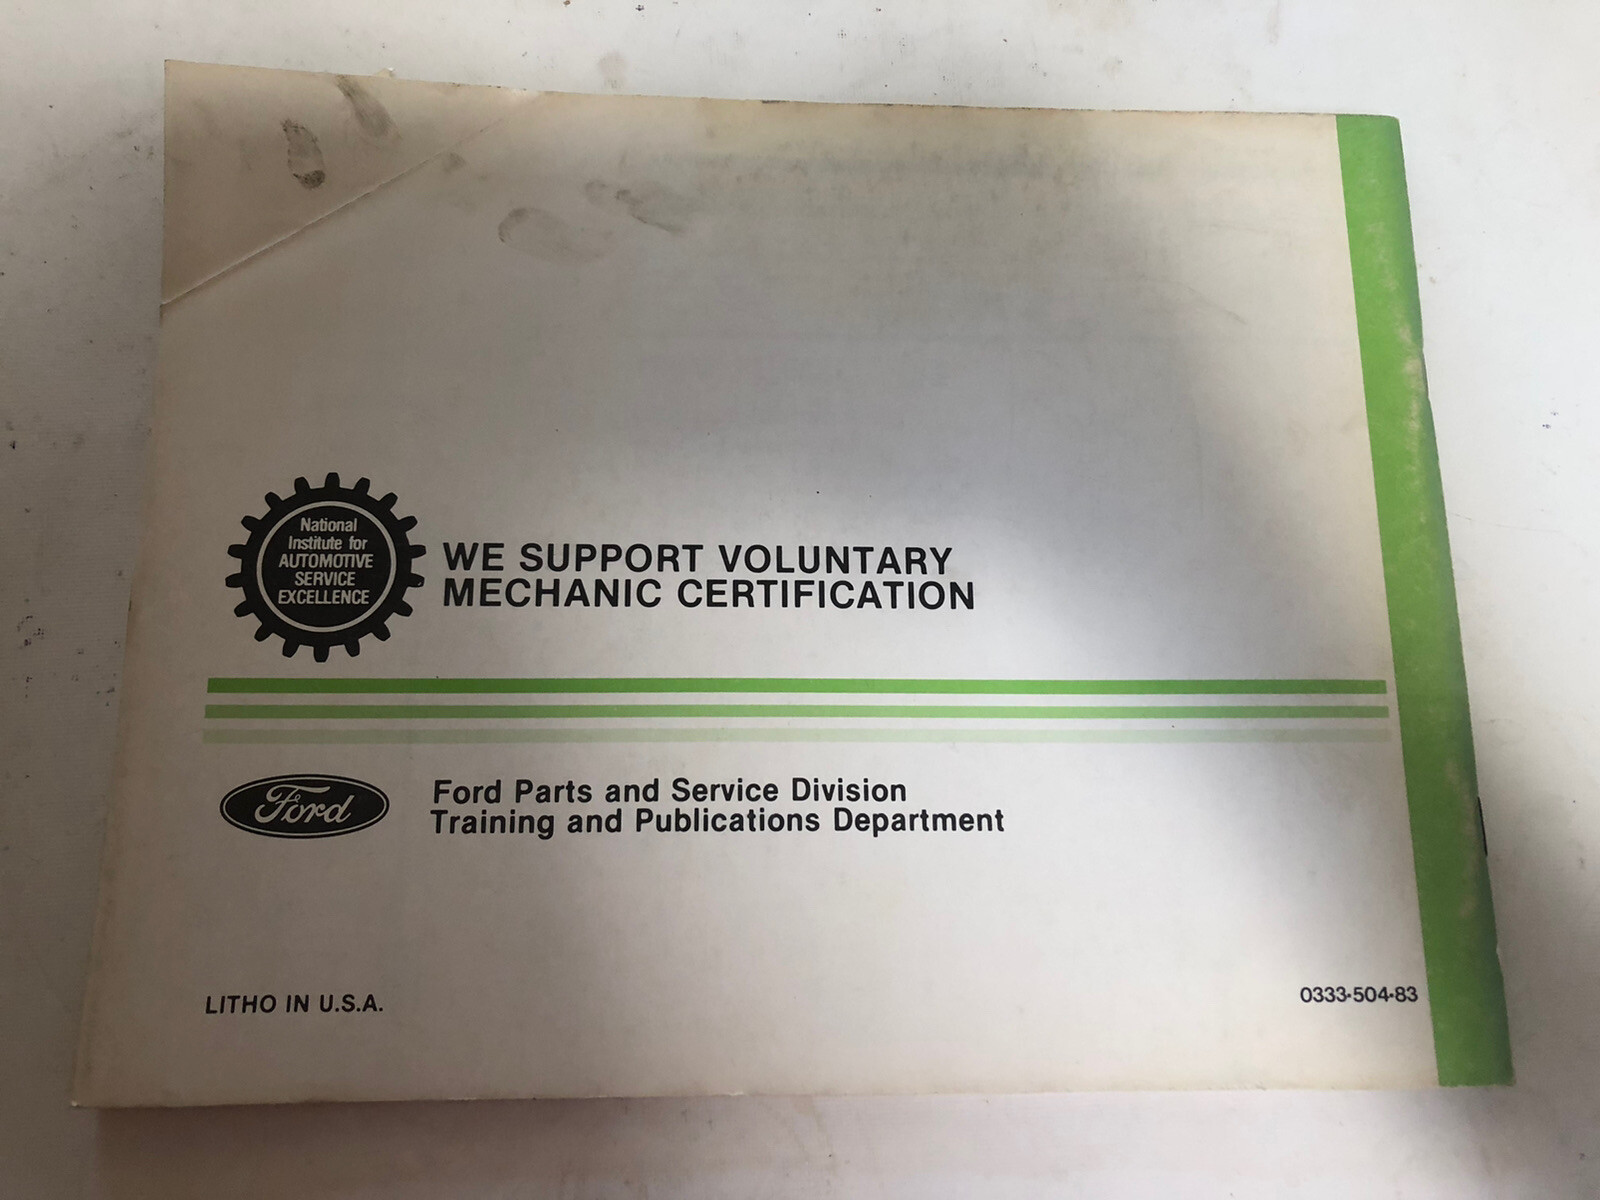 National
Institute for
AUTOMOTIVE
SERVICE
EXCELLENCE
WE SUPPORT VOLUNTARY
MECHANIC CERTIFICATION
Ford
Ford Parts and Service Division
Training and Publications Department
LITHO IN U.S.A.
0333-504-83